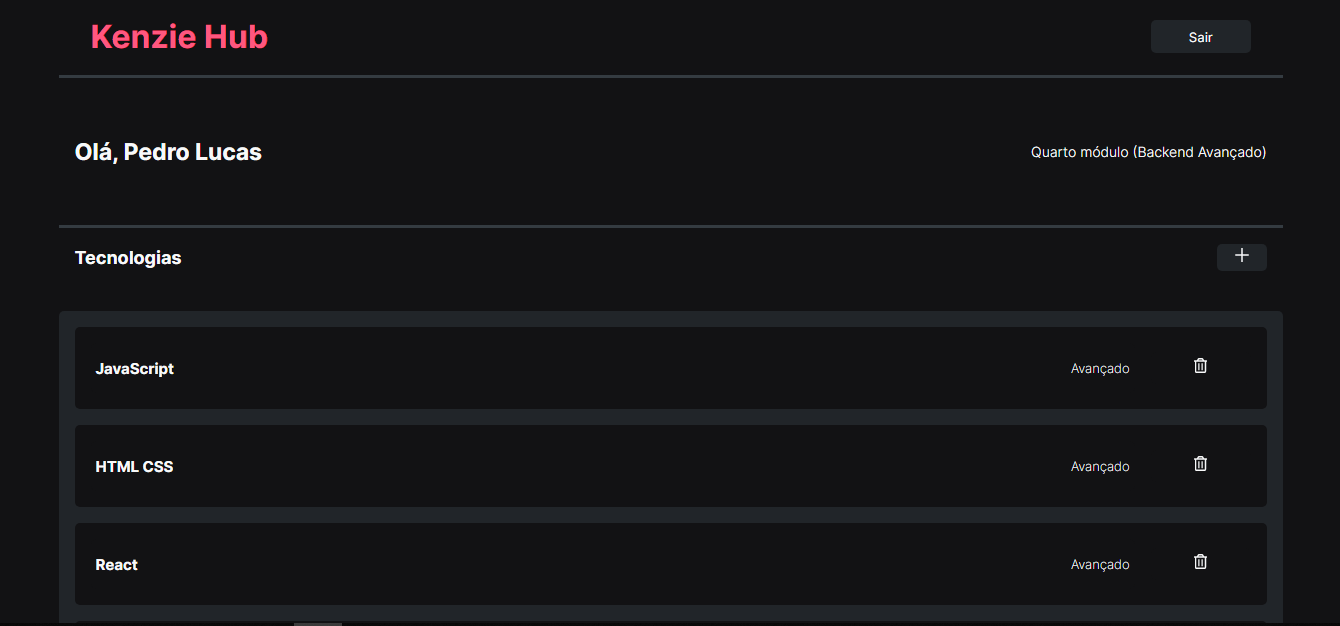 Kenzie Hub
Sair
Olá, Pedro Lucas
Quarto módulo (Backend Avançado)
Tecnologias
+
JavaScript
Avançado
HTML CSS
Avançado
React
Avançado